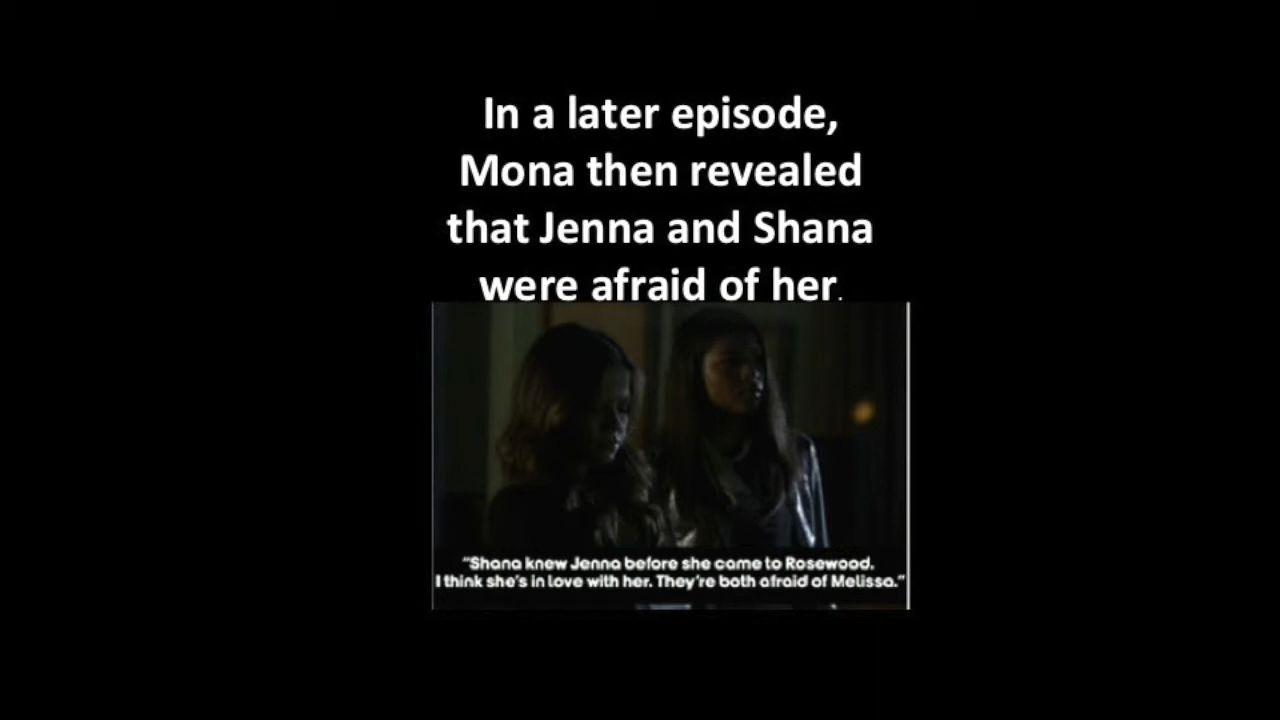 In a later episode,
Mona then revealed
that Jenna and Shana
were afraid of her.
“Shana knew Jenna before she came to Rosewood.
I think she’s in love with her. They’re both afraid of Melissa.”